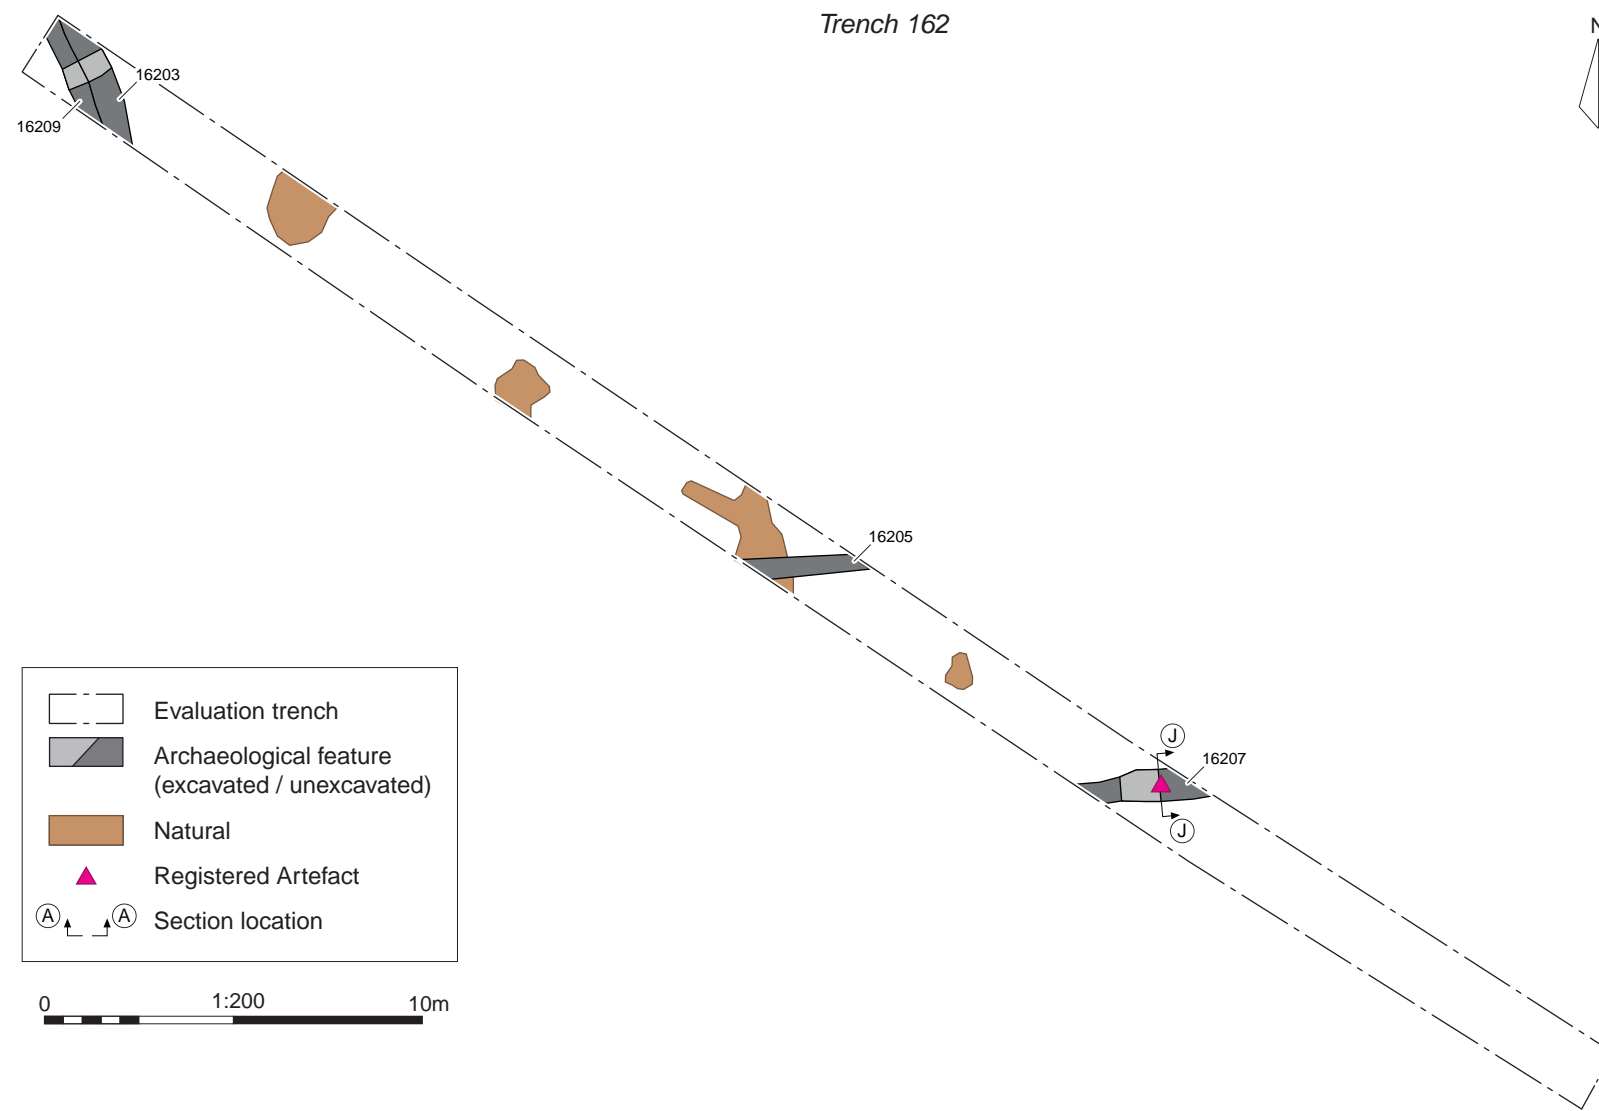 Trench 162
N
16203
16209
16205
16207
J
J
Evaluation trench
Archaeological feature
(excavated / unexcavated)
Natural
Registered Artefact
A A Section location
0 1:200 10m